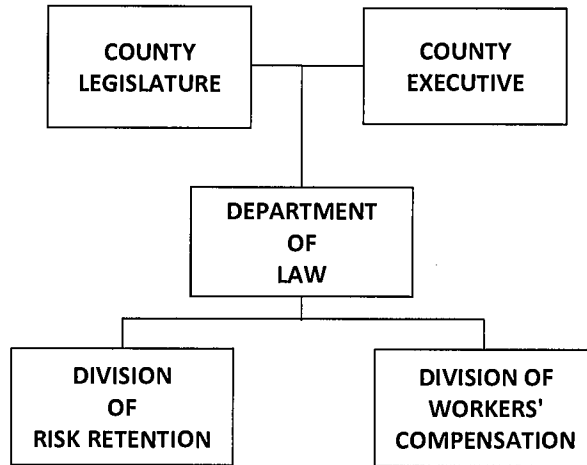 COUNTY
LEGISLATURE
COUNTY
EXECUTIVE
DEPARTMENT
OF
LAW
DIVISION
OF
RISK RETENTION
DIVISION OF
WORKERS'
COMPENSATION